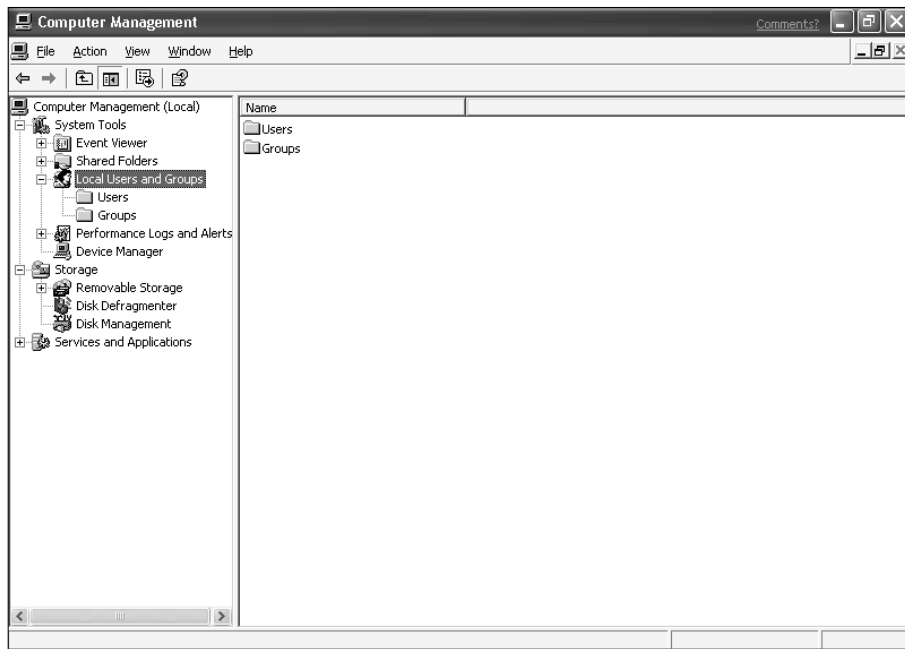 Computer Management
Comments?
File Action View Window Help
Computer Management (Local)
System Tools
Event Viewer
Shared Folders
Local Users and Groups
Users
Groups
Performance Logs and Alerts
Device Manager
Storage
Removable Storage
Disk Defragmenter
Disk Management
Services and Applications
Name
Users
Groups